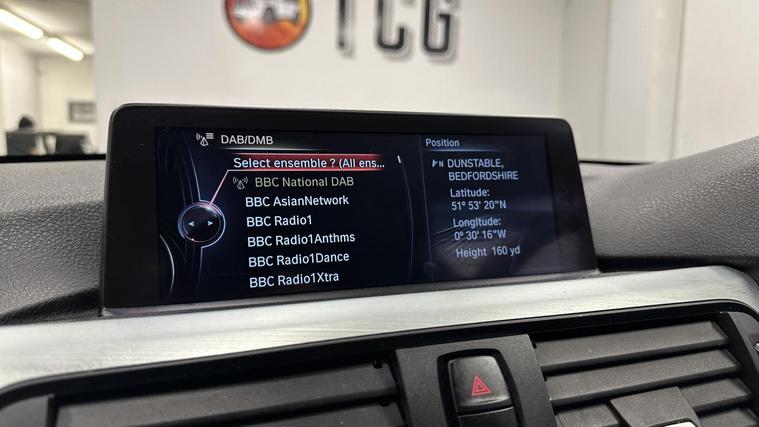 TCG
DAB/DMB
Select ensemble ? (All ens...
BBC National DAB
BBC AsianNetwork
BBC Radio1
BBC Radio1Anthms
BBC Radio1Dance
BBC Radio1Xtra
Position
N DUNSTABLE,
BEDFORDSHIRE
Latitude:
51° 53' 20"N
Longitude:
0° 30' 16"W
Height 160 yd